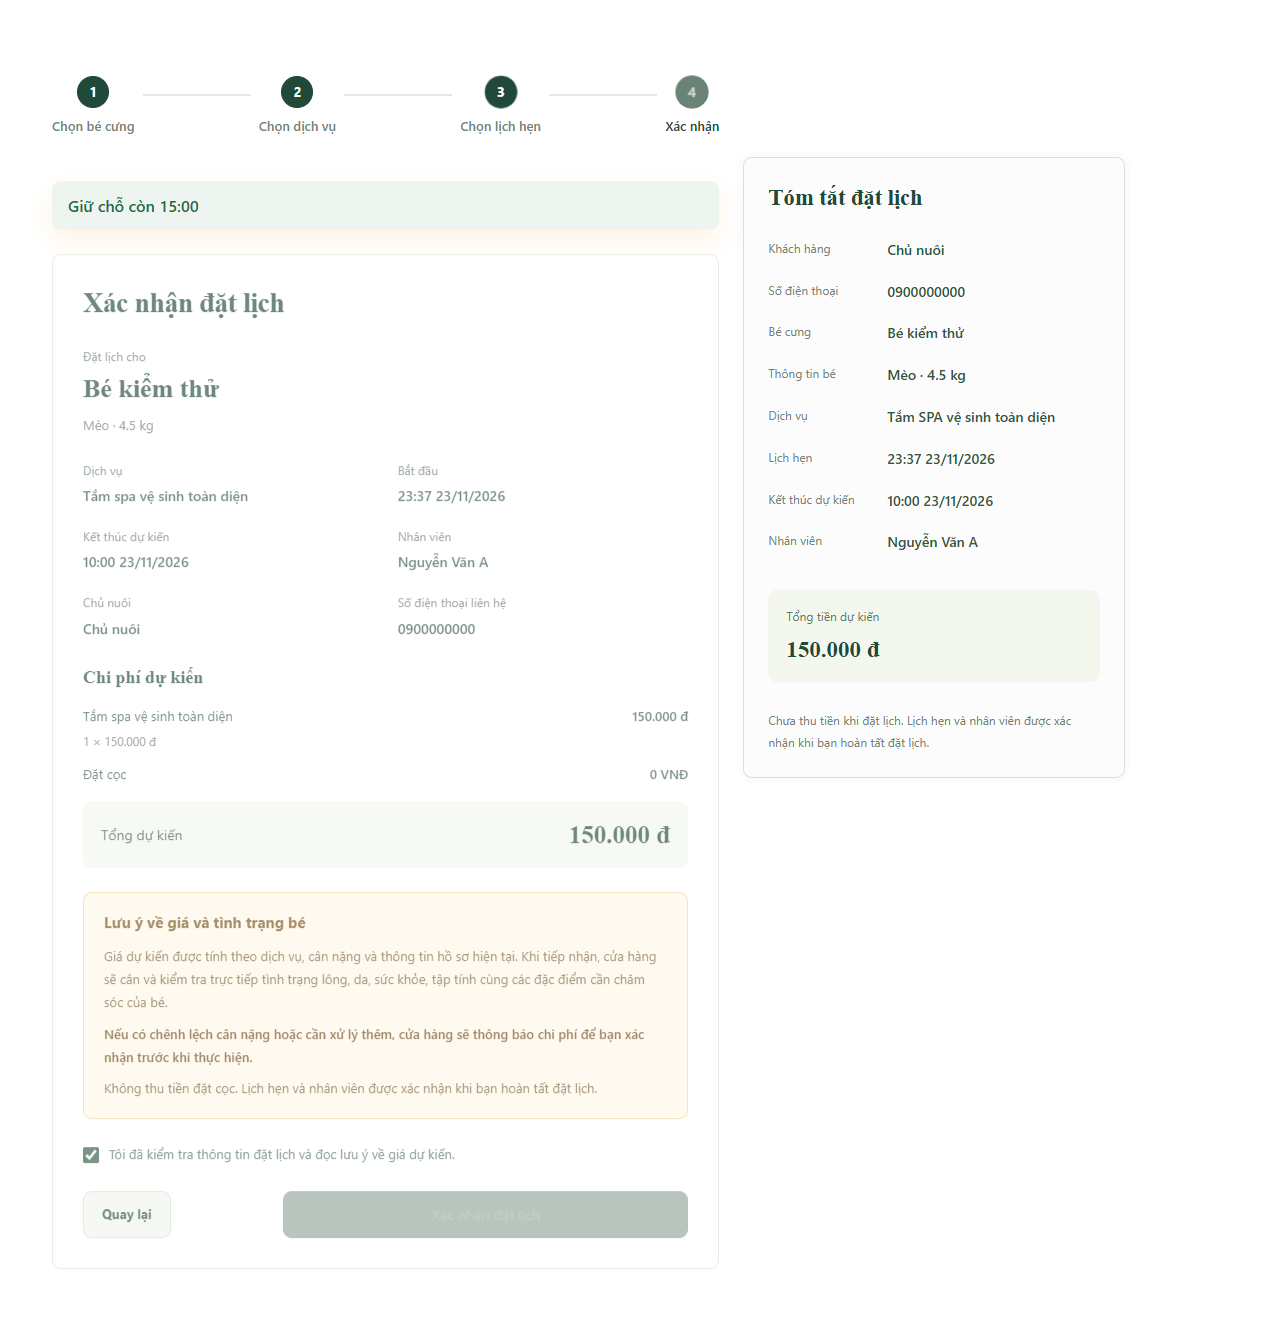 1
2
3
4
Chọn bé cưng
Chọn dịch vụ
Chọn lịch hẹn
Xác nhận
Giữ chỗ còn 15:00
Xác nhận đặt lịch
Đặt lịch cho
Bé kiểm thử
Mèo · 4.5 kg
Dịch vụ
Tắm spa vệ sinh toàn diện
Bắt đầu
23:37 23/11/2026
Kết thúc dự kiến
10:00 23/11/2026
Nhân viên
Nguyễn Văn A
Chủ nuôi
Chủ nuôi
Số điện thoại liên hệ
0900000000
Chi phí dự kiến
Tắm spa vệ sinh toàn diện
150.000 đ
1 × 150.000 đ
Đặt cọc
0 VNĐ
Tổng dự kiến
150.000 đ
Lưu ý về giá và tình trạng bé
Giá dự kiến được tính theo dịch vụ, cân nặng và thông tin hồ sơ hiện tại. Khi tiếp nhận, cửa hàng
sẽ cân và kiểm tra trực tiếp tình trạng lông, da, sức khỏe, tập tính cùng các đặc điểm cần chăm
sóc của bé.
Nếu có chênh lệch cân nặng hoặc cần xử lý thêm, cửa hàng sẽ thông báo chi phí để bạn xác
nhận trước khi thực hiện.
Không thu tiền đặt cọc. Lịch hẹn và nhân viên được xác nhận khi bạn hoàn tất đặt lịch.
Tôi đã kiểm tra thông tin đặt lịch và đọc lưu ý về giá dự kiến.
Quay lại
Xác nhận đặt lịch
Tóm tắt đặt lịch
Khách hàng
Chủ nuôi
Số điện thoại
0900000000
Bé cưng
Bé kiểm thử
Thông tin bé
Mèo · 4.5 kg
Dịch vụ
Tắm SPA vệ sinh toàn diện
Lịch hẹn
23:37 23/11/2026
Kết thúc dự kiến
10:00 23/11/2026
Nhân viên
Nguyễn Văn A
Tổng tiền dự kiến
150.000 đ
Chưa thu tiền khi đặt lịch. Lịch hẹn và nhân viên được xác
nhận khi bạn hoàn tất đặt lịch.